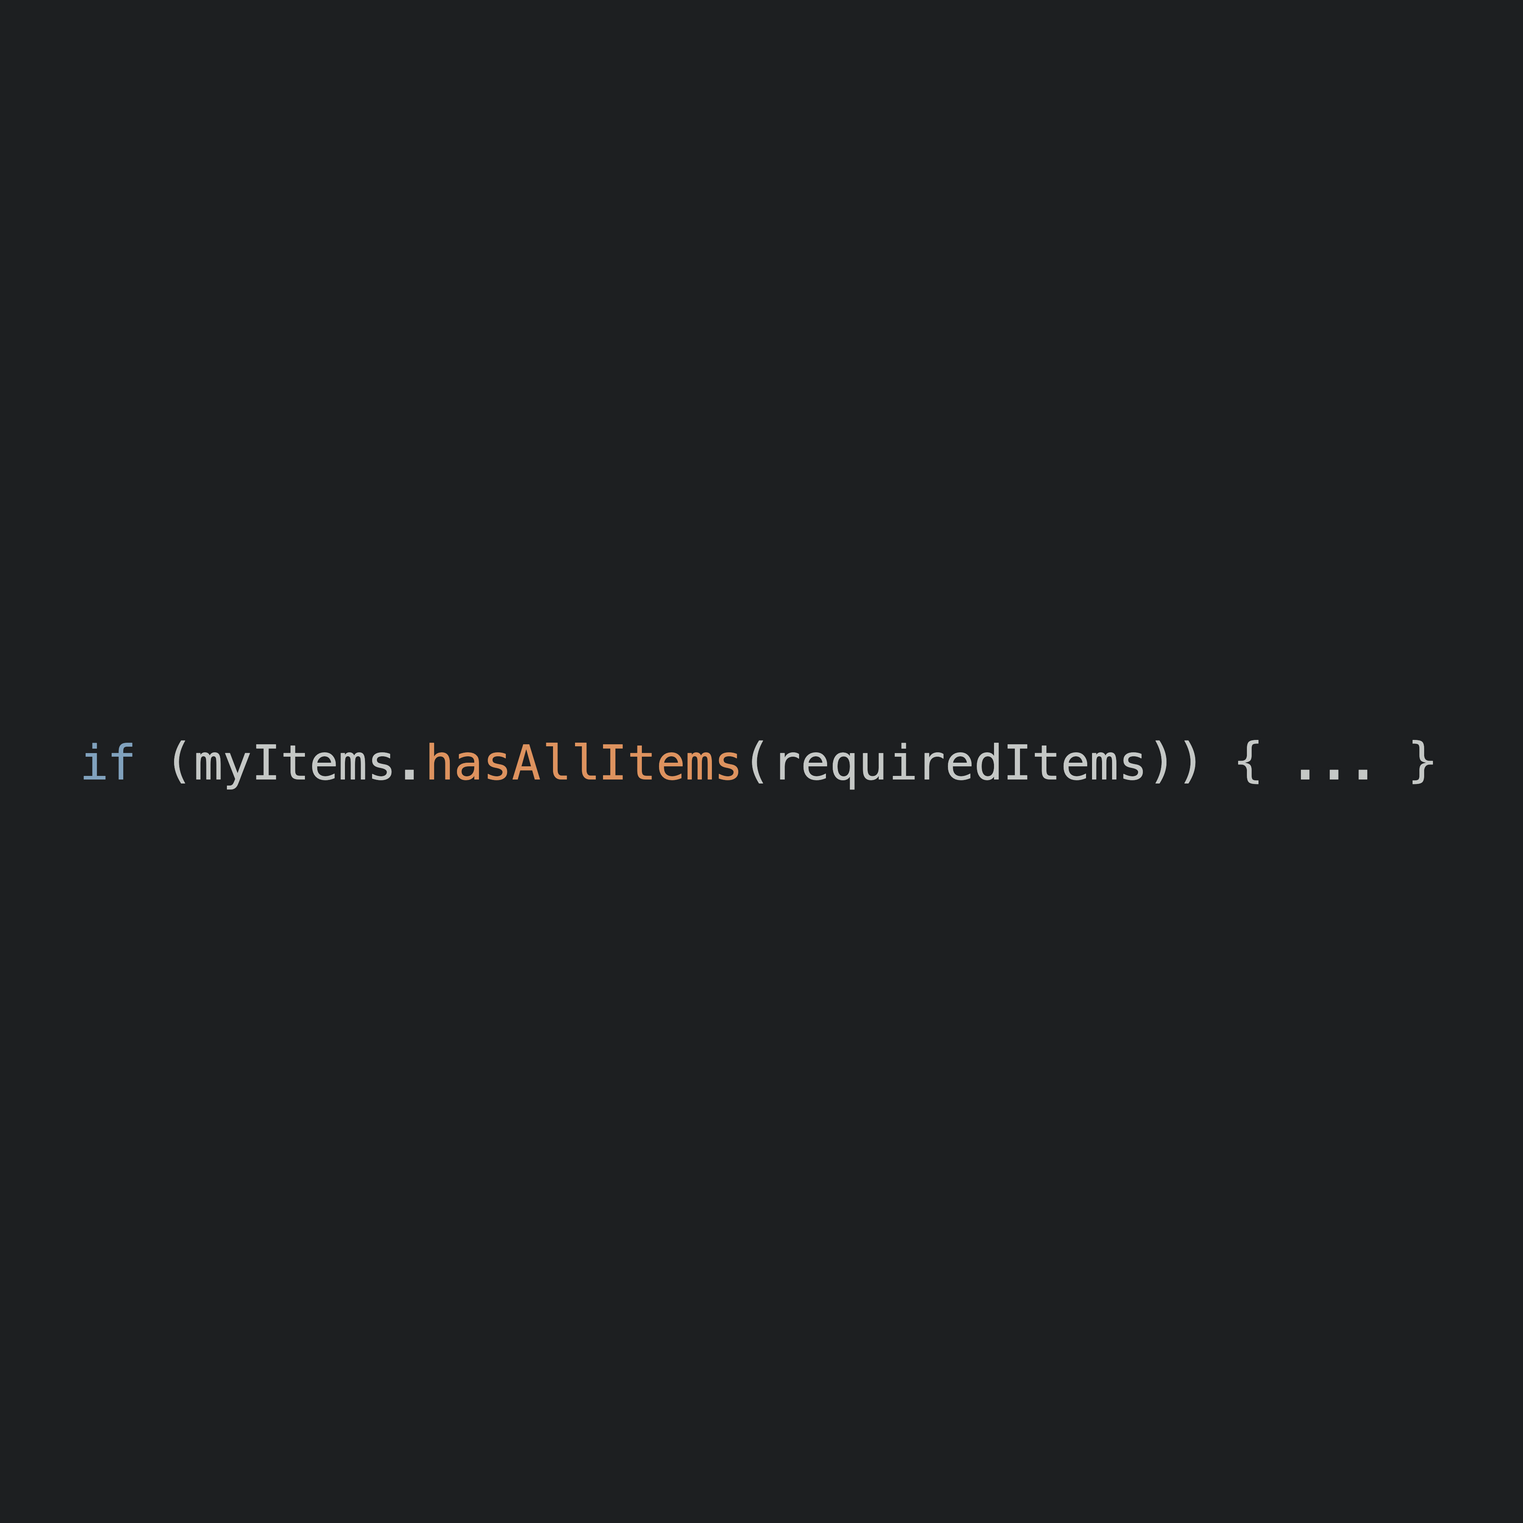 if (myItems.hasAllItems(requiredItems)) { ... }